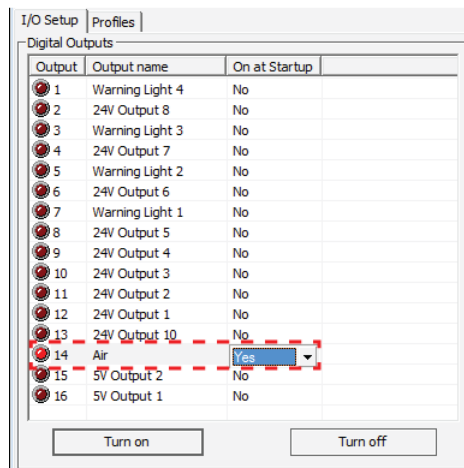 I/O Setup Profiles
Digital Outputs
Output Output name On at Startup
1 Warning Light 4 No
2 24V Output 8 No
3 Warning Light 3 No
4 24V Output 7 No
5 Warning Light 2 No
6 24V Output 6 No
7 Warning Light 1 No
8 24V Output 5 No
9 24V Output 4 No
10 24V Output 3 No
11 24V Output 2 No
12 24V Output 1 No
13 24V Output 10 No
14 Air Yes
15 5V Output 2 No
16 5V Output 1 No
Turn on Turn off